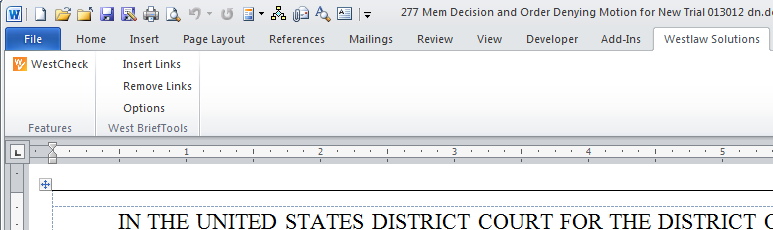 277 Mem Decision and Order Denying Motion for New Trial 013012 dn.do
File Home Insert Page Layout References Mailings Review View Developer Add-Ins Westlaw Solutions
WestCheck Insert Links
Remove Links
Options
Features West BriefTools
1 2 3 4 5
IN THE UNITED STATES DISTRICT COURT FOR THE DISTRICT